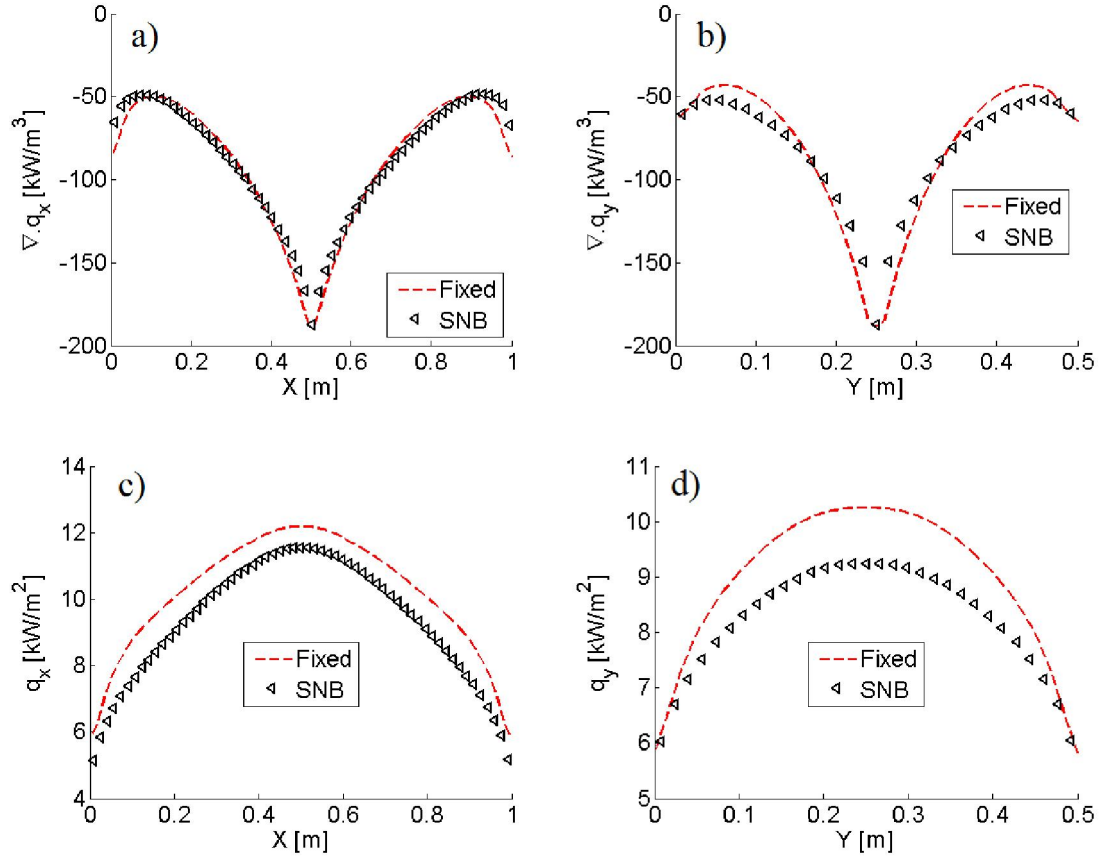 a)
∇.qx [kW/m3]
0
-50
-100
-150
-200
0 0.2 0.4 0.6 0.8 1
X [m]
Fixed
SNB
b)
∇.qy [kW/m3]
0
-50
-100
-150
-200
0 0.1 0.2 0.3 0.4 0.5
Y [m]
Fixed
SNB
c)
qx [kW/m2]
14
12
10
8
6
4
0 0.2 0.4 0.6 0.8 1
X [m]
Fixed
SNB
d)
qy [kW/m2]
11
10
9
8
7
6
5
0 0.1 0.2 0.3 0.4 0.5
Y [m]
Fixed
SNB